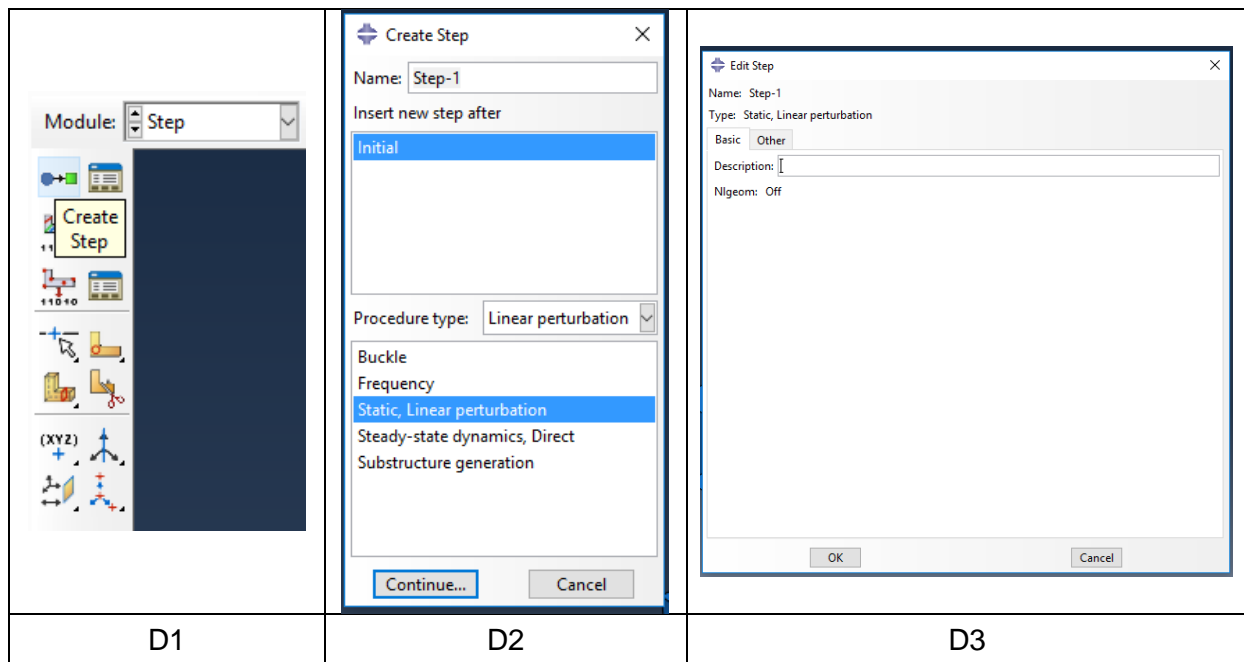 Module: Step
Create
Step
11
11010
(XYZ)
Create Step
Name: Step-1
Insert new step after
Initial
Procedure type: Linear perturbation
Buckle
Frequency
Static, Linear perturbation
Steady-state dynamics, Direct
Substructure generation
Continue... Cancel
Edit Step
Name: Step-1
Type: Static, Linear perturbation
Basic Other
Description:
Nlgeom: Off
OK Cancel
D1 D2 D3